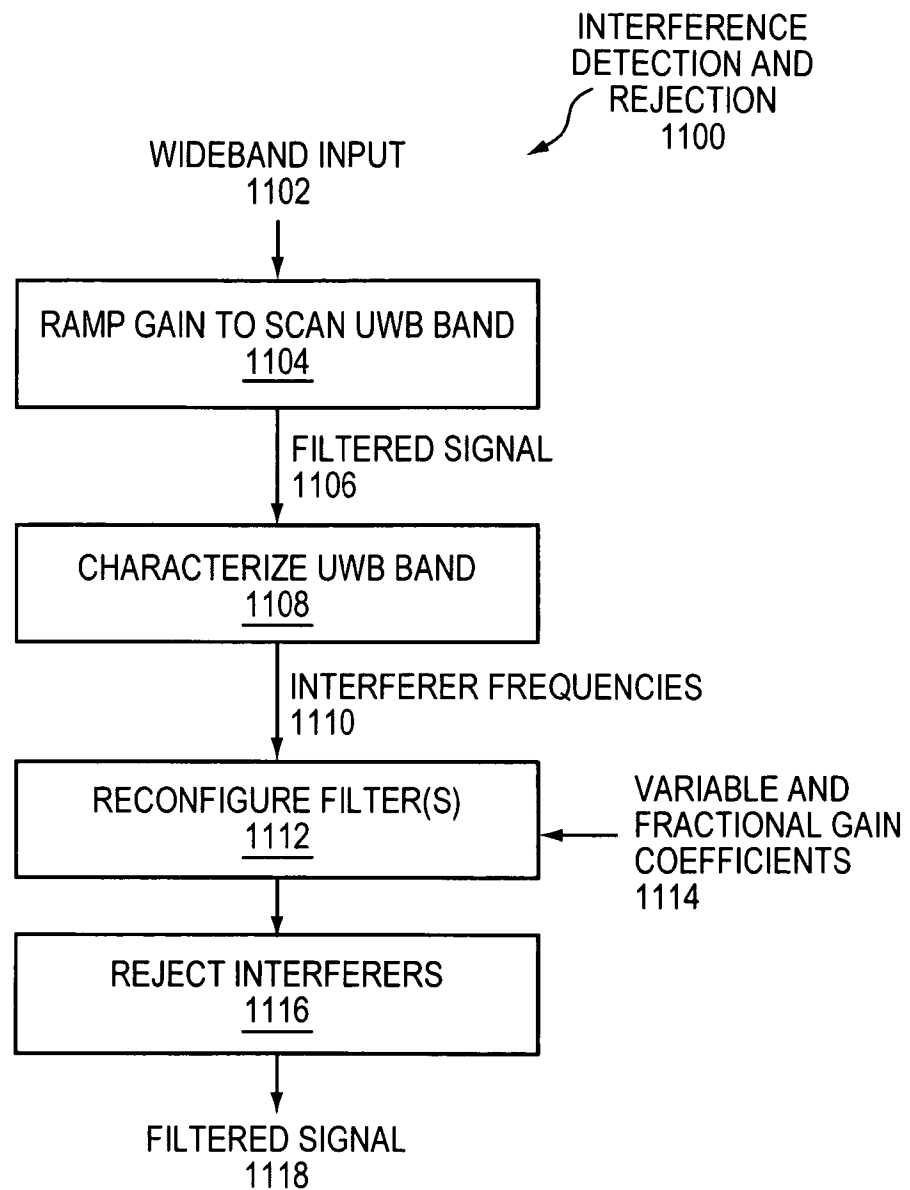 INTERFERENCE
DETECTION AND
REJECTION
1100
WIDEBAND INPUT
1102
RAMP GAIN TO SCAN UWB BAND
1104
FILTERED SIGNAL
1106
CHARACTERIZE UWB BAND
1108
INTERFERER FREQUENCIES
1110
RECONFIGURE FILTER(S)
1112
VARIABLE AND
FRACTIONAL GAIN
COEFFICIENTS
1114
REJECT INTERFERERS
1116
FILTERED SIGNAL
1118